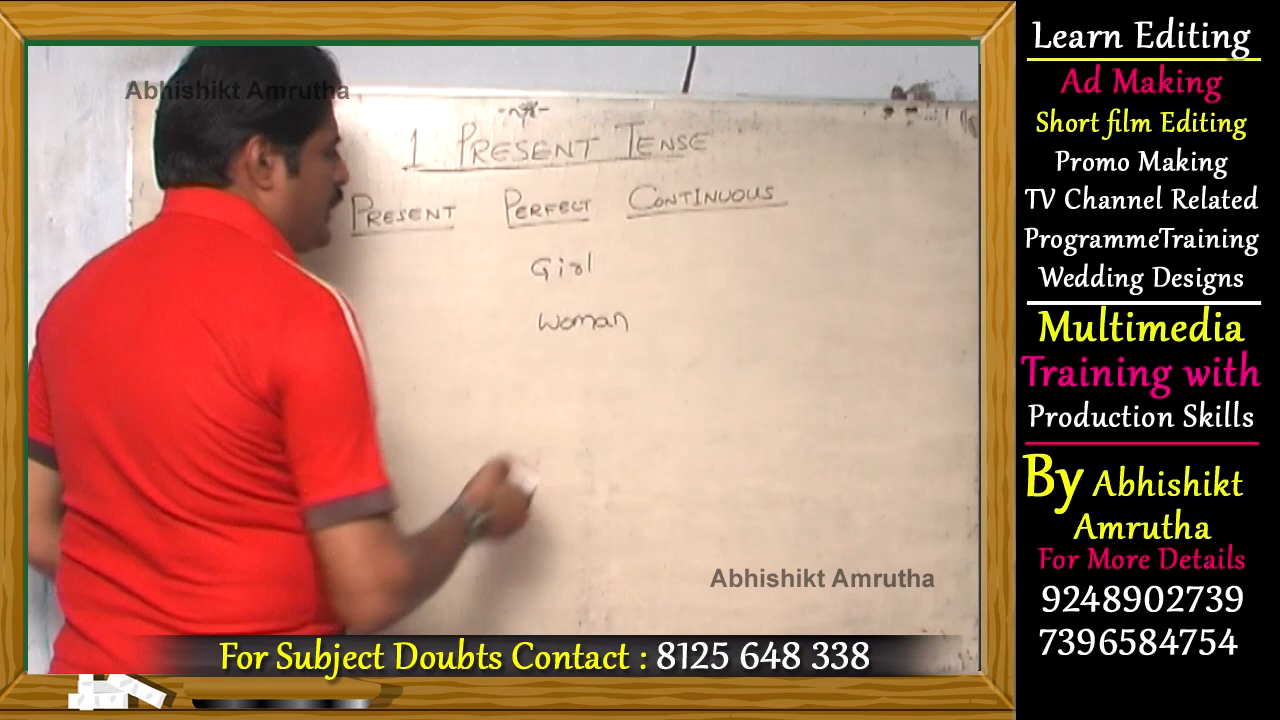 Abhishikt Amrutha
1 PRESENT TENSE
PRESENT PERFECT CONTINUOUS
Girl
Woman
Abhishikt Amrutha
For Subject Doubts Contact : 8125 648 338
Learn Editing
Ad Making
Short film Editing
Promo Making
TV Channel Related
ProgrammeTraining
Wedding Designs
Multimedia
Training with
Production Skills
By Abhishikt
Amrutha
For More Details
9248902739
7396584754